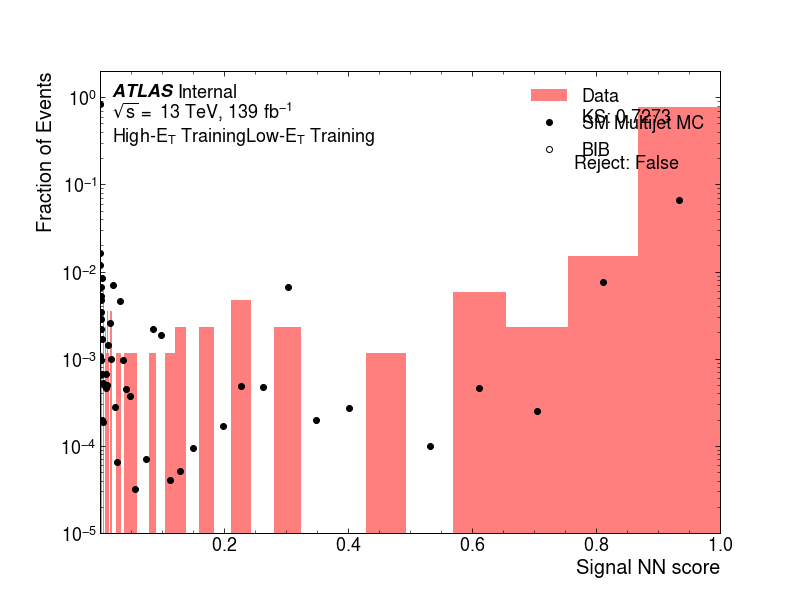 ATLAS Internal
√s = 13 TeV, 139 fb⁻¹
High-E_T TrainingLow-E_T Training
Data
KS: 0.7273
SM Multijet MC
BIB
Reject: False
Fraction of Events
10⁰
10⁻¹
10⁻²
10⁻³
10⁻⁴
10⁻⁵
0.2 0.4 0.6 0.8 1.0
Signal NN score